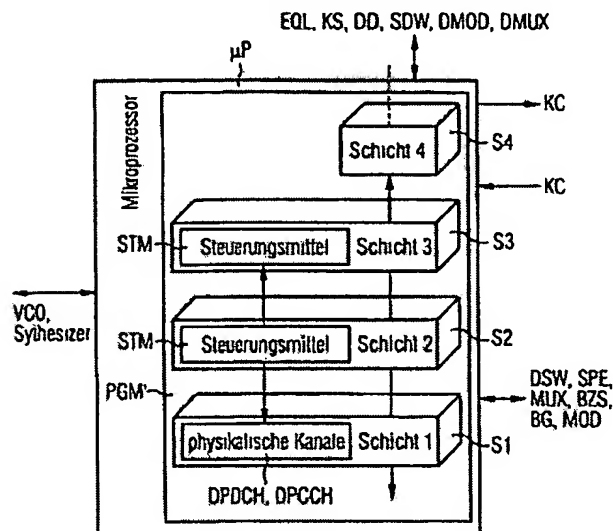 EQL, KS, DD, SDW, DMOD, DMUX
µP
Mikroprozessor
KC
Schicht 4
S4
KC
STM
Steuerungsmittel
Schicht 3
S3
VCO,
Sythesizer
STM
Steuerungsmittel
Schicht 2
S2
DSW, SPE,
MUX, BZS,
BG, MOD
PGM'
physikalische Kanale
Schicht 1
S1
DPDCH, DPCCH